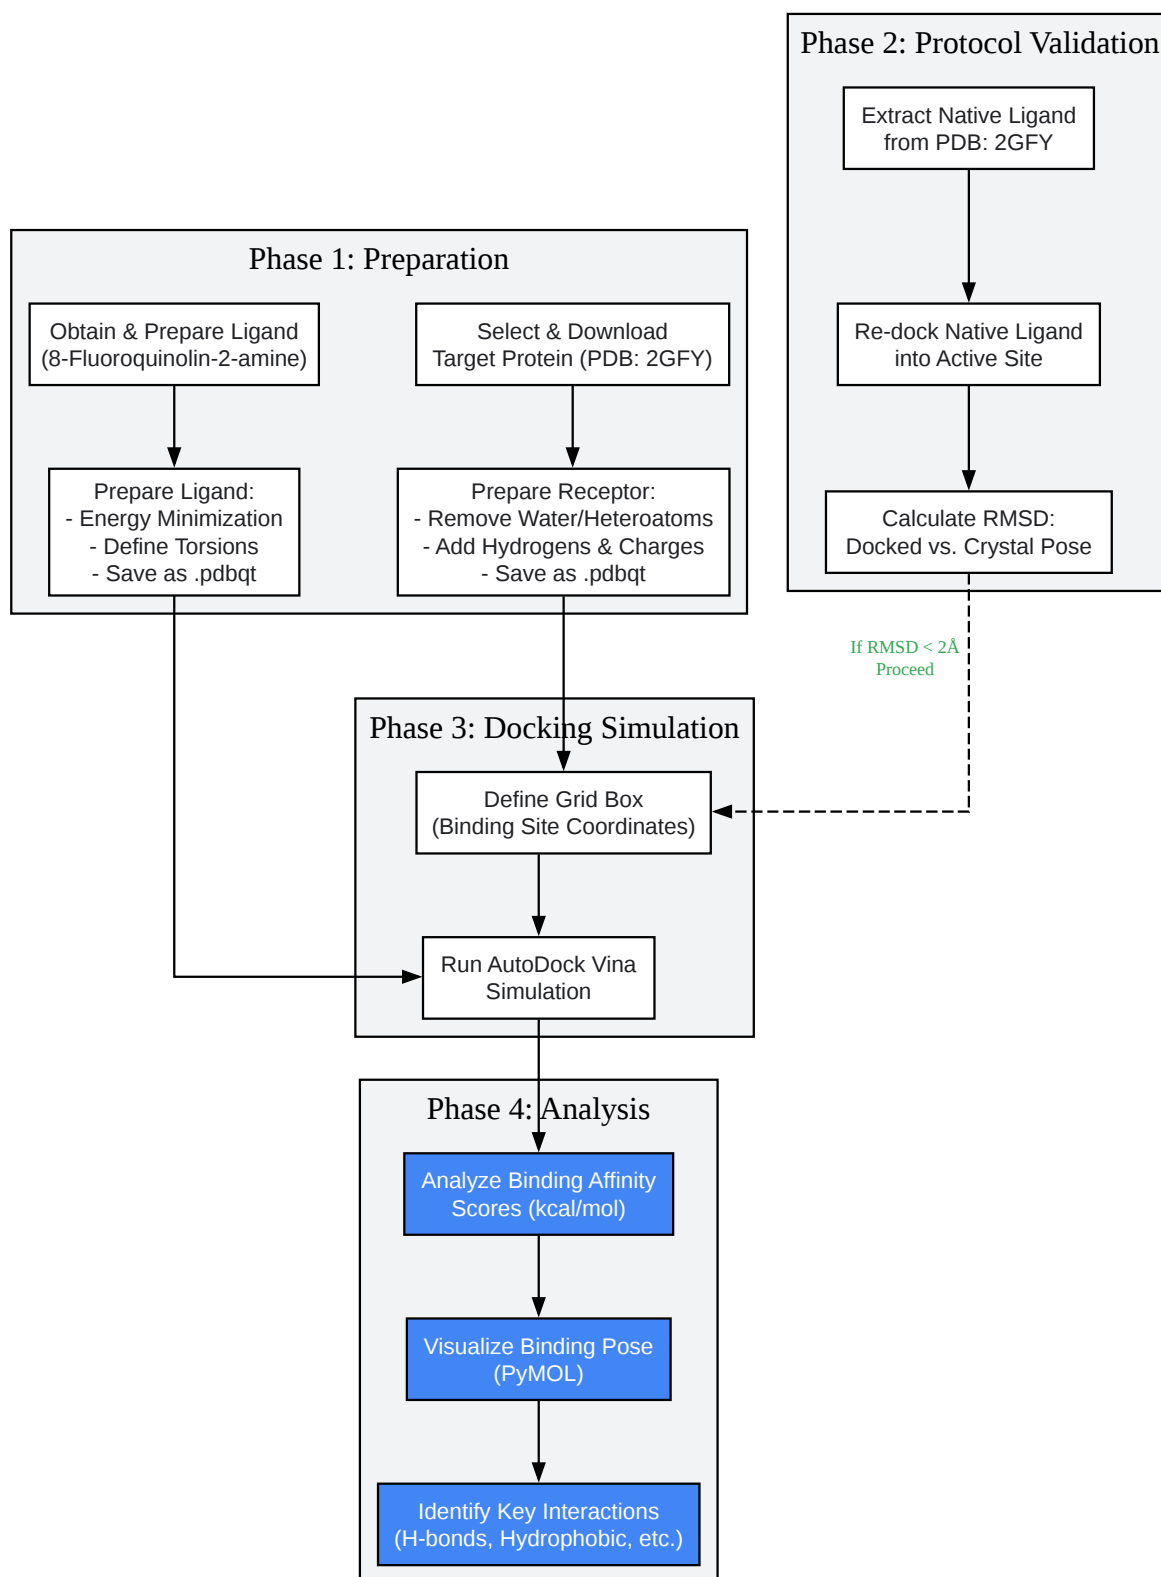 Phase 2: Protocol Validation
Extract Native Ligand
from PDB: 2GFY
Re-dock Native Ligand
into Active Site
Calculate RMSD:
Docked vs. Crystal Pose
If RMSD < 2Å
Proceed
Phase 1: Preparation
Obtain & Prepare Ligand
(8-Fluoroquinolin-2-amine)
Prepare Ligand:
- Energy Minimization
- Define Torsions
- Save as .pdbqt
Select & Download
Target Protein (PDB: 2GFY)
Prepare Receptor:
- Remove Water/Heteroatoms
- Add Hydrogens & Charges
- Save as .pdbqt
Phase 3: Docking Simulation
Define Grid Box
(Binding Site Coordinates)
Run AutoDock Vina
Simulation
Phase 4: Analysis
Analyze Binding Affinity
Scores (kcal/mol)
Visualize Binding Pose
(PyMOL)
Identify Key Interactions
(H-bonds, Hydrophobic, etc.)